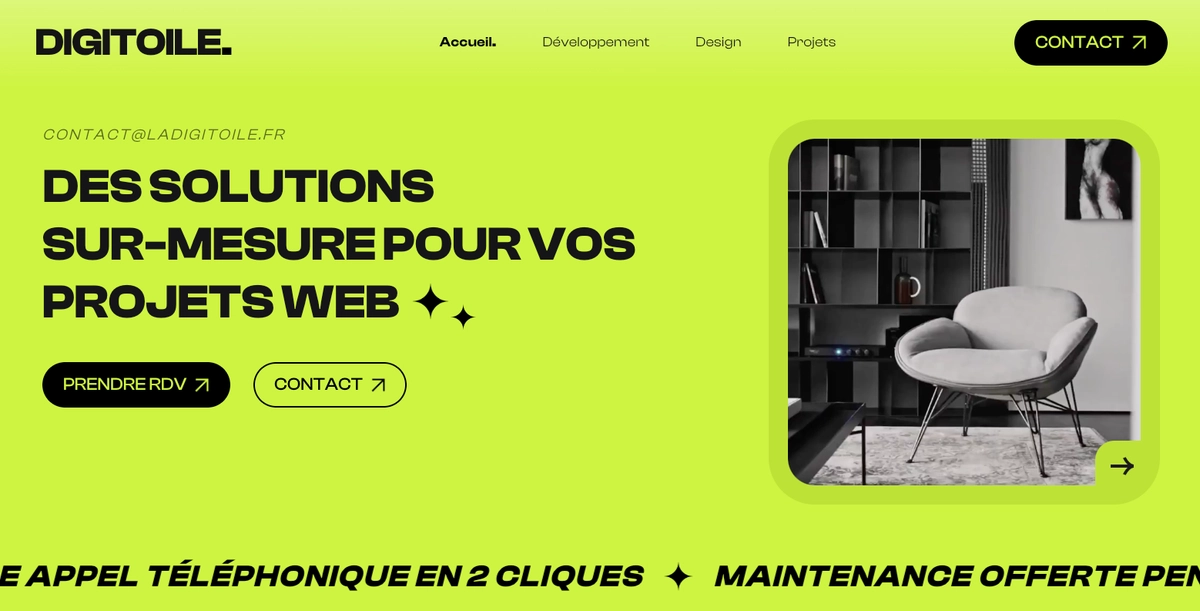 DIGITOILE.
Accueil.
Développement
Design
Projets
CONTACT
CONTACT@LADIGITOILE.FR
DES SOLUTIONS
SUR-MESURE POUR VOS
PROJETS WEB
PRENDRE RDV
CONTACT
E APPEL TÉLÉPHONIQUE EN 2 CLIQUES MAINTENANCE OFFERTE PEN